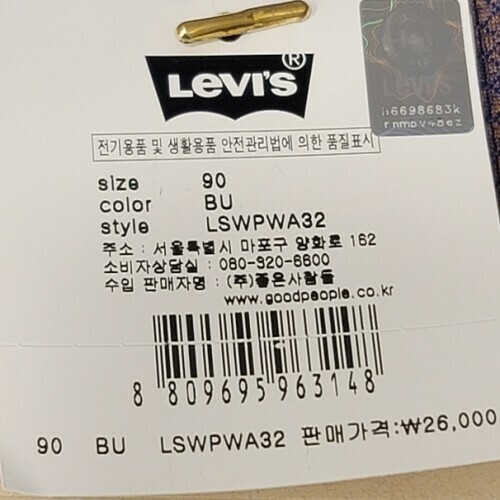 LEVI'S®
LEVI'S
h6698683k
전기용품 및 생활용품 안전관리법에 의한 품질표시
size 90
color BU
style LSWPWA32
주소 : 서울특별시 마포구 양화로 162
소비자상담실 : 080-320-6600
수입 판매자명 : (주)좋은사람들
www.goodpeople.co.kr
8 809695 963148
90 BU LSWPWA32 판매가격:₩26,000